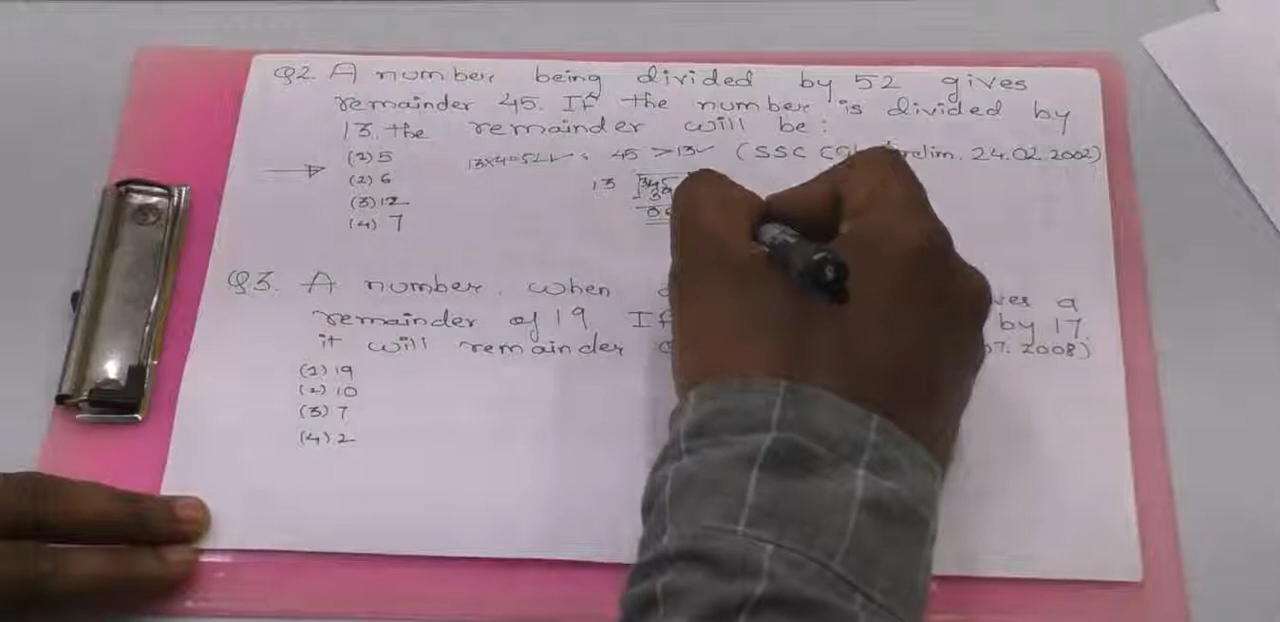 Q2. A number being divided by 52 gives
remainder 45. If the number is divided by
13. the remainder will be:
(1) 5
13x4=52 ✓ 45 > 13 ✓ (SSC relim. 24.02.2002)
(2) 6
13
(3) 12
(4) 7
Q3. A number. when a
remainder of 19 If by 17.
it will remainder 07. 2008)
(1) 19
(2) 10
(3) 7
(4) 2